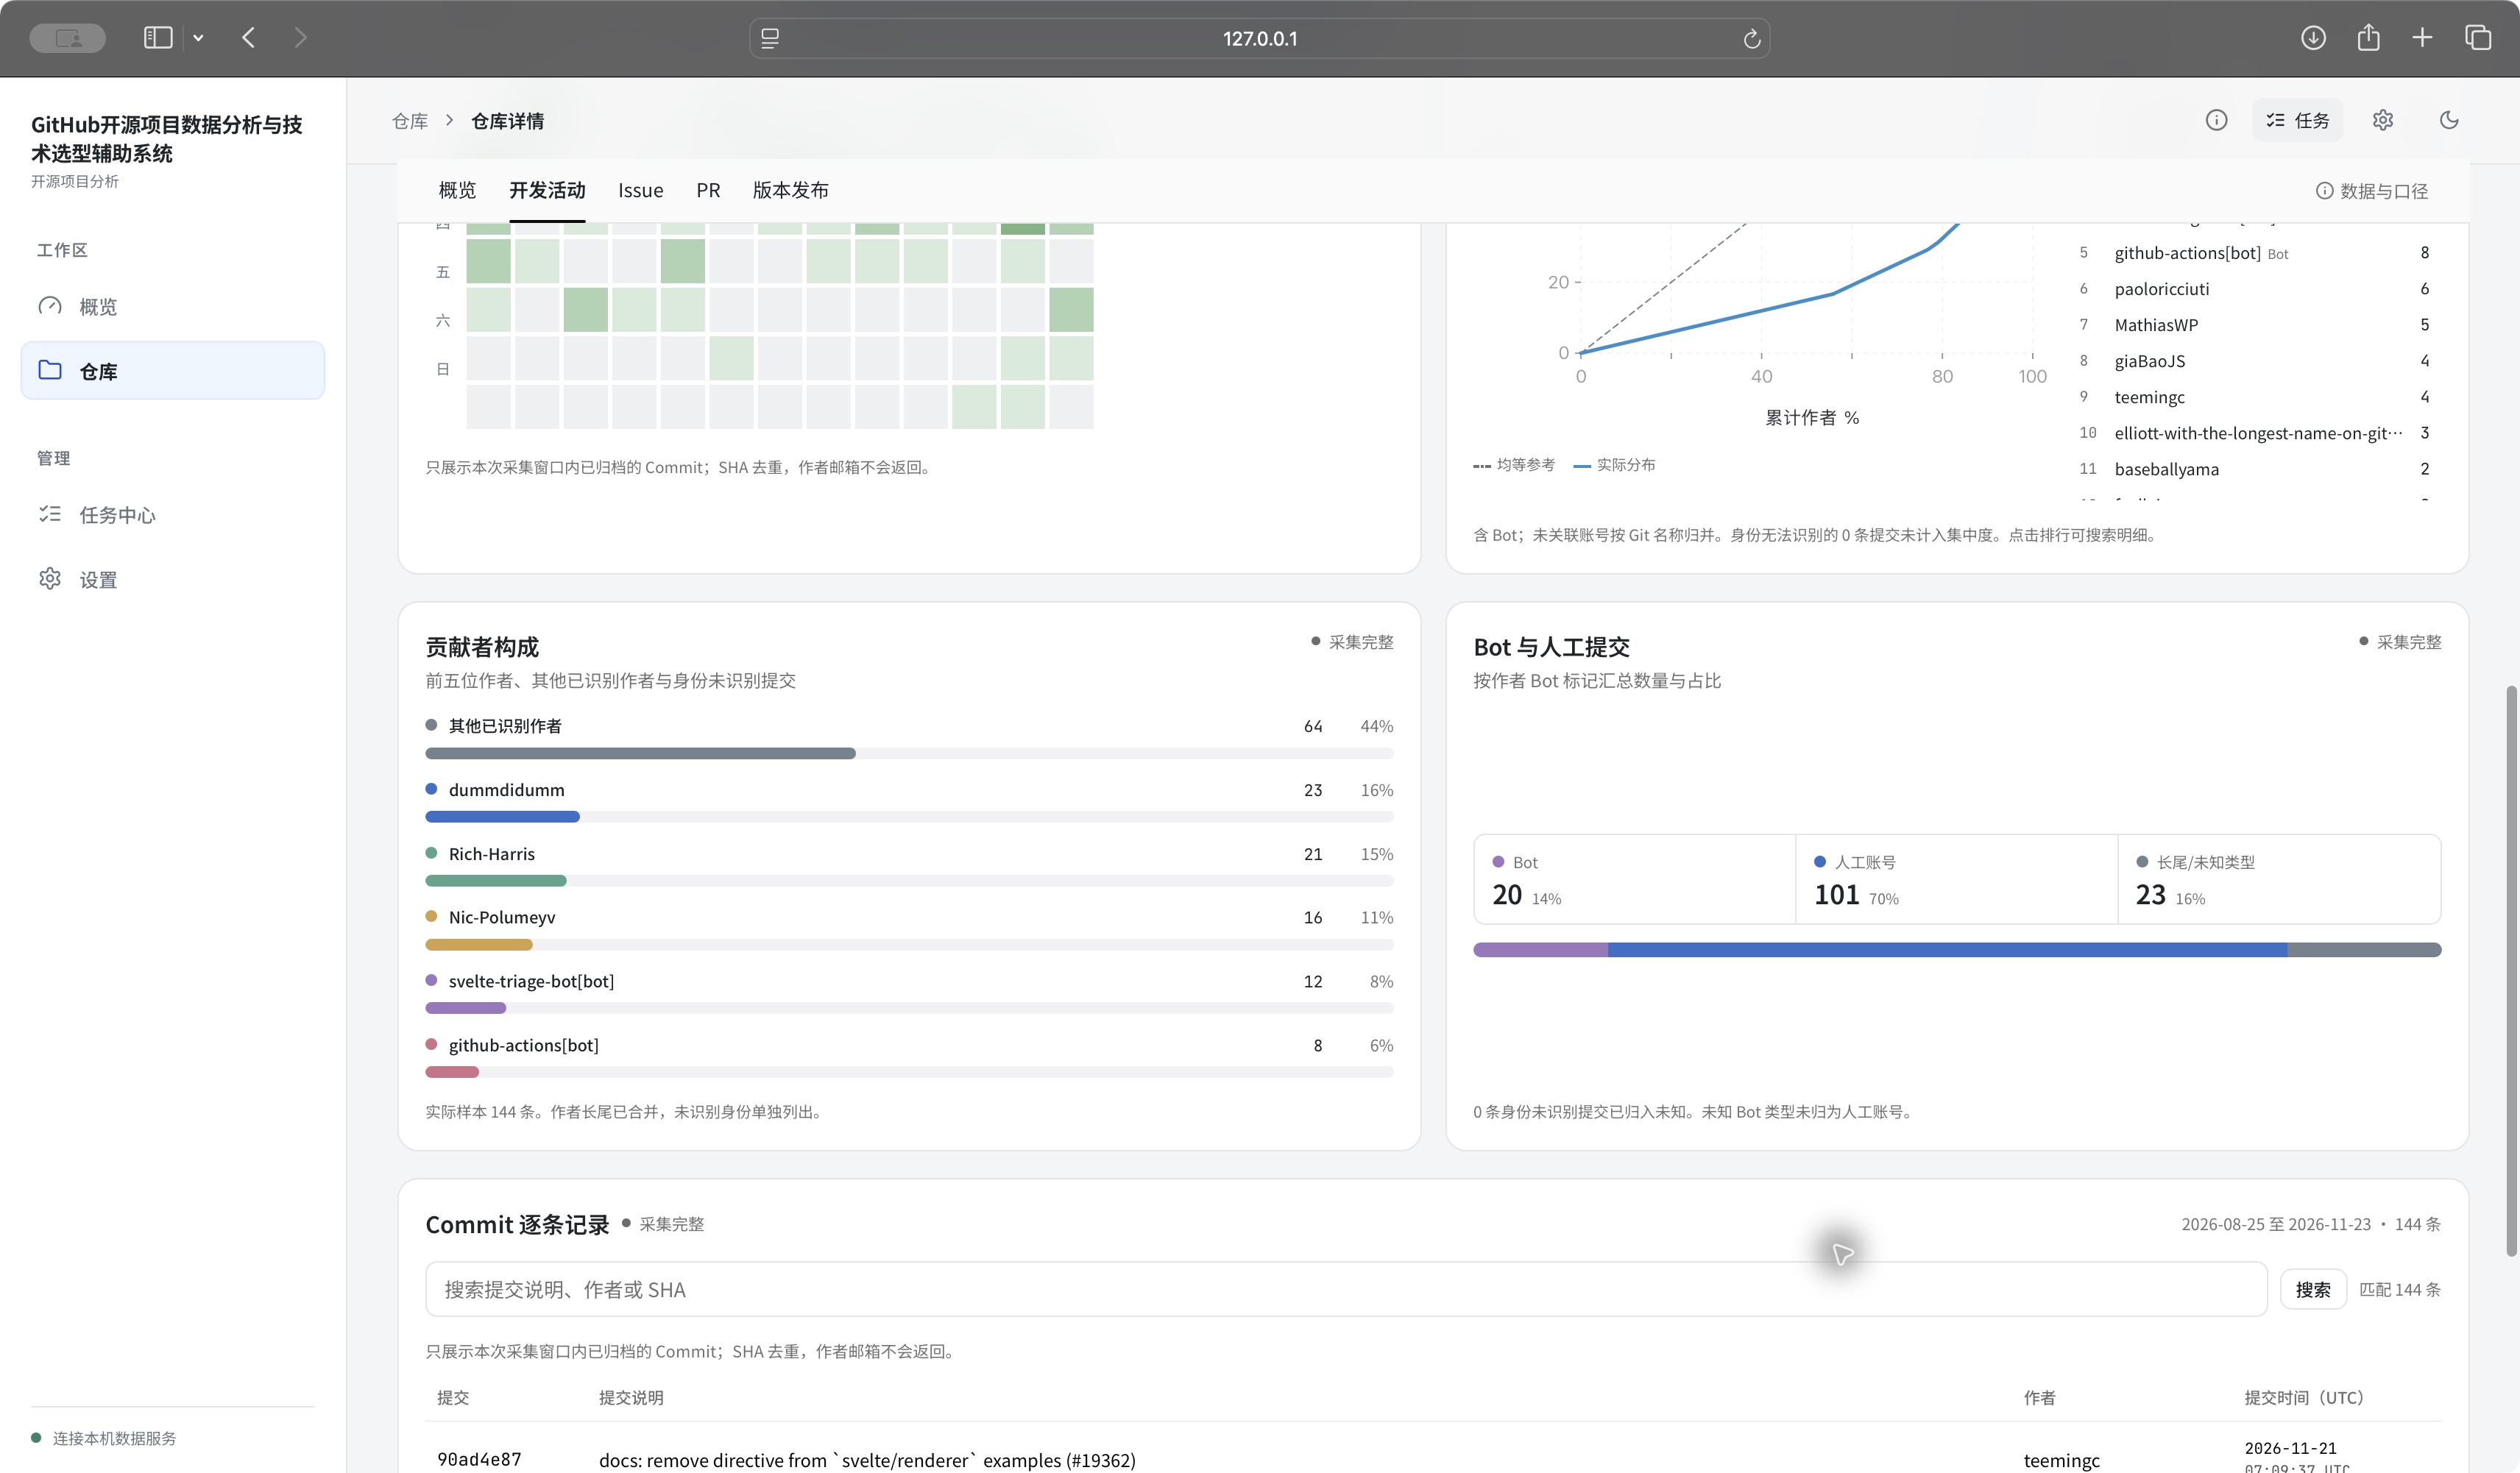 127.0.0.1
GitHub开源项目数据分析与技
术选型辅助系统
开源项目分析
工作区
概览
仓库
管理
任务中心
设置
连接本机数据服务
仓库 > 仓库详情
任务
概览 开发活动 Issue PR 版本发布
数据与口径
五
六
日
只展示本次采集窗口内已归档的 Commit；SHA 去重，作者邮箱不会返回。
20
0
0 40 80 100
累计作者 %
均等参考 实际分布
5 github-actions[bot] Bot 8
6 paoloricciuti 6
7 MathiasWP 5
8 giaBaoJS 4
9 teemingc 4
10 elliott-with-the-longest-name-on-git… 3
11 baseballyama 2
含 Bot；未关联账号按 Git 名称归并。身份无法识别的 0 条提交未计入集中度。点击排行可搜索明细。
贡献者构成
采集完整
前五位作者、其他已识别作者与身份未识别提交
其他已识别作者 64 44%
dummdidumm 23 16%
Rich-Harris 21 15%
Nic-Polumeyv 16 11%
svelte-triage-bot[bot] 12 8%
github-actions[bot] 8 6%
实际样本 144 条。作者长尾已合并，未识别身份单独列出。
Bot 与人工提交
采集完整
按作者 Bot 标记汇总数量与占比
Bot
20 14%
人工账号
101 70%
长尾/未知类型
23 16%
0 条身份未识别提交已归入未知。未知 Bot 类型未归为人工账号。
Commit 逐条记录 采集完整
2026-08-25 至 2026-11-23 · 144 条
搜索提交说明、作者或 SHA
搜索
匹配 144 条
只展示本次采集窗口内已归档的 Commit；SHA 去重，作者邮箱不会返回。
提交 提交说明 作者 提交时间（UTC）
90ad4e87 docs: remove directive from `svelte/renderer` examples (#19362) teemingc 2026-11-21
07:09:37 UTC